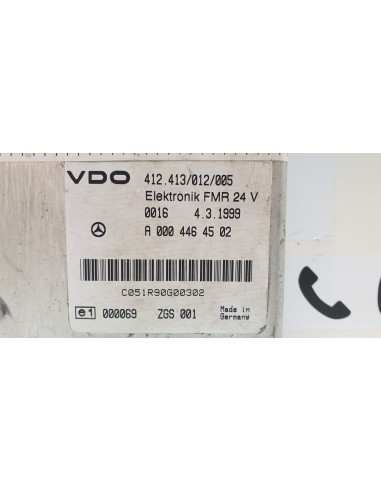 VDO 412.413/012/005
Elektronik FMR 24 V
0016 4.3.1999
A 000 446 45 02
C051R90G00302
e1 000069 ZGS 001 Made in
Germany